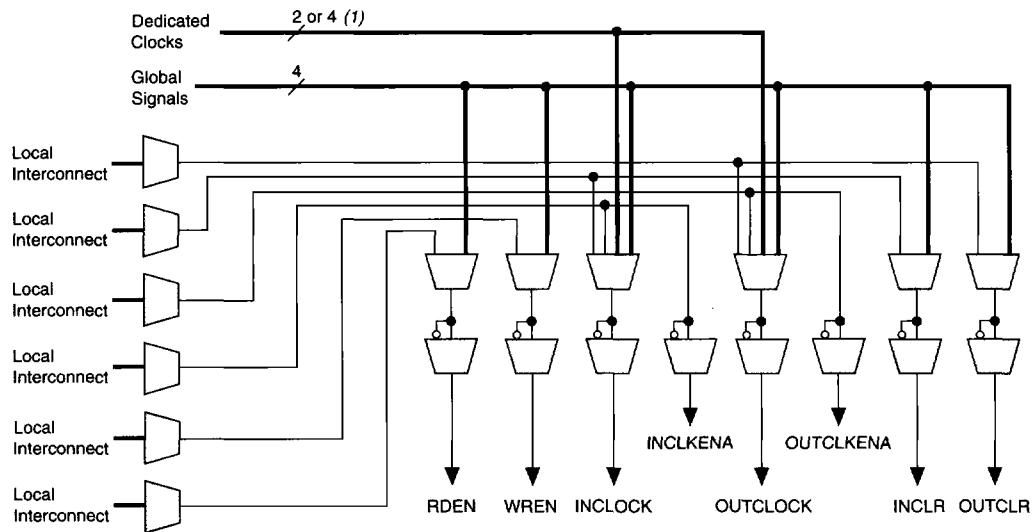 Dedicated
Clocks
2 or 4 (1)
Global
Signals
4
Local
Interconnect
Local
Interconnect
Local
Interconnect
Local
Interconnect
Local
Interconnect
Local
Interconnect
INCLKENA
OUTCLKENA
RDEN
WREN
INCLOCK
OUTCLOCK
INCLR
OUTCLR